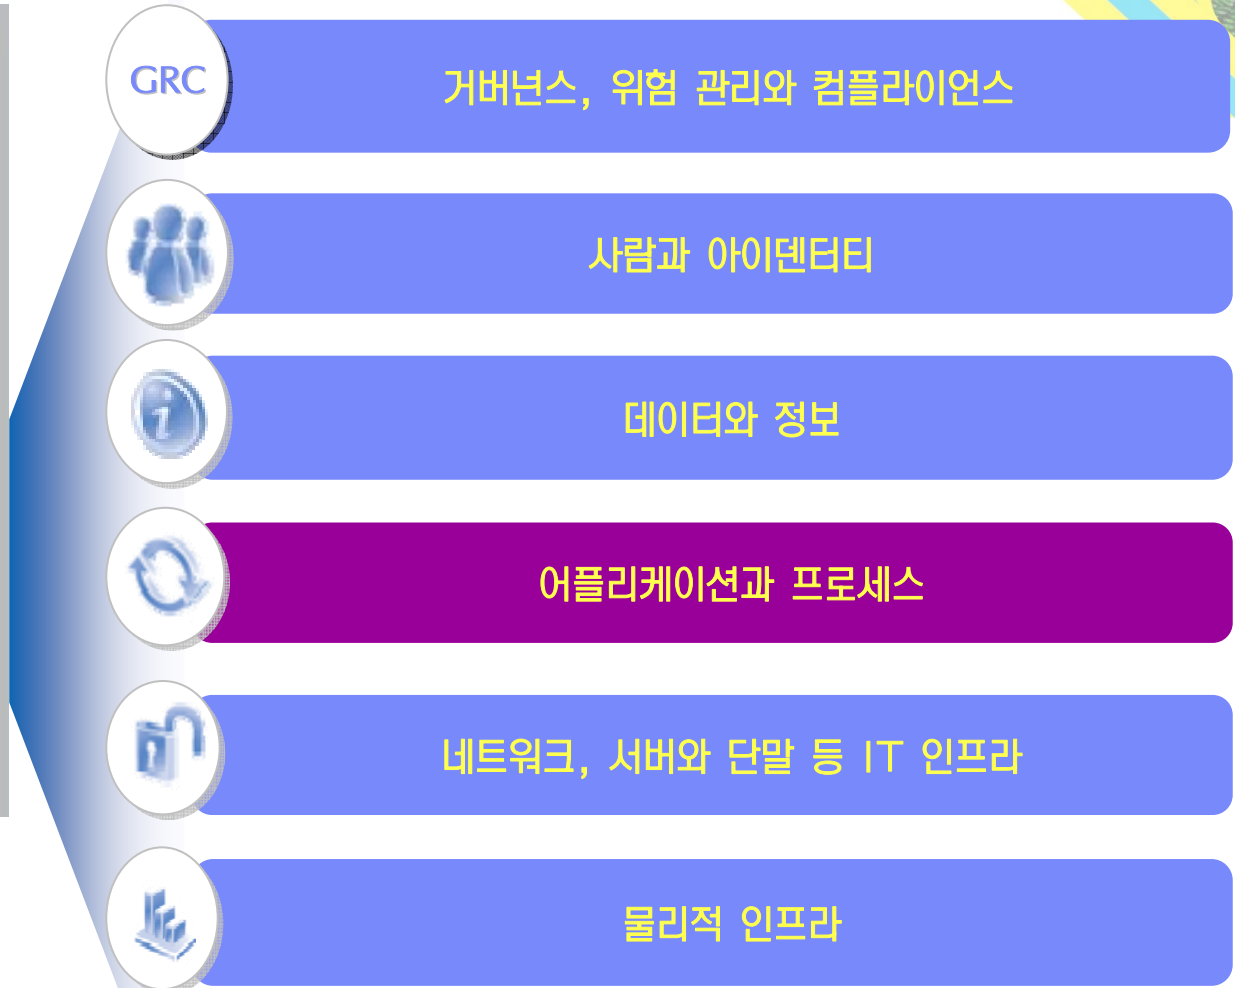 GRC
거버넌스, 위험 관리와 컴플라이언스
사람과 아이덴터티
데이터와 정보
어플리케이션과 프로세스
네트워크, 서버와 단말 등 IT 인프라
물리적 인프라